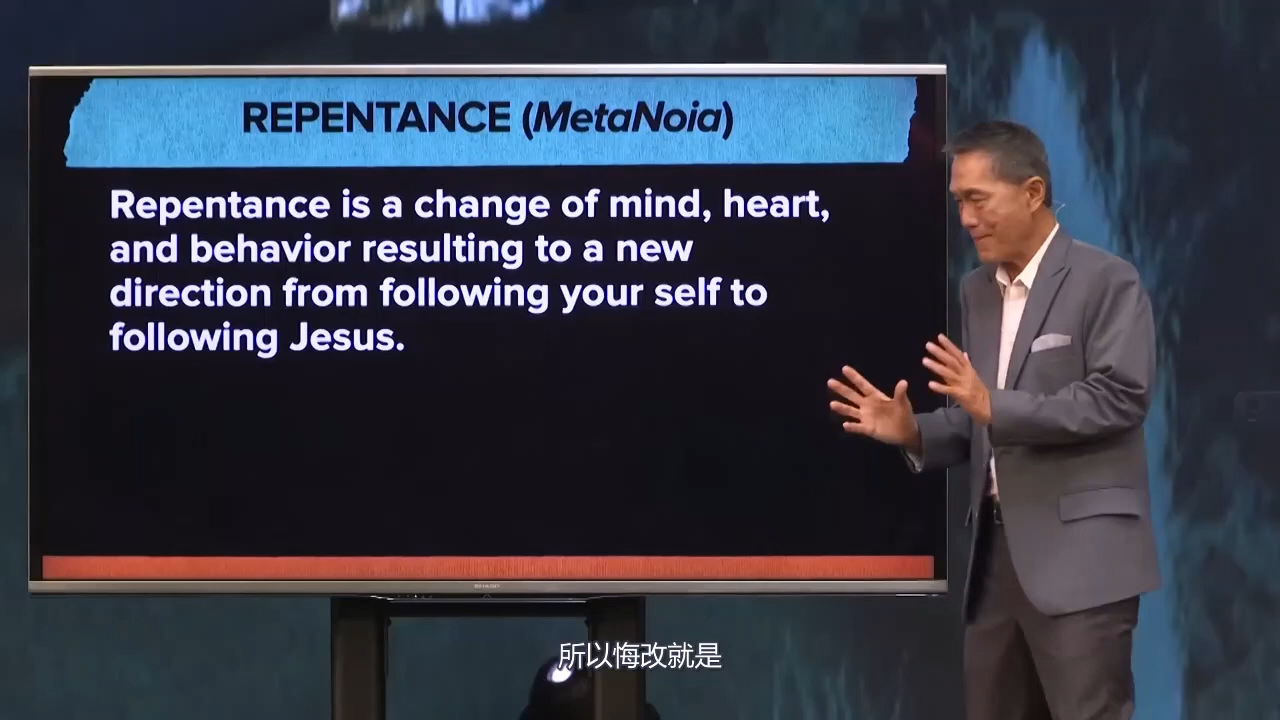 REPENTANCE (MetaNoia)
Repentance is a change of mind, heart,
and behavior resulting to a new
direction from following your self to
following Jesus.
所以悔改就是